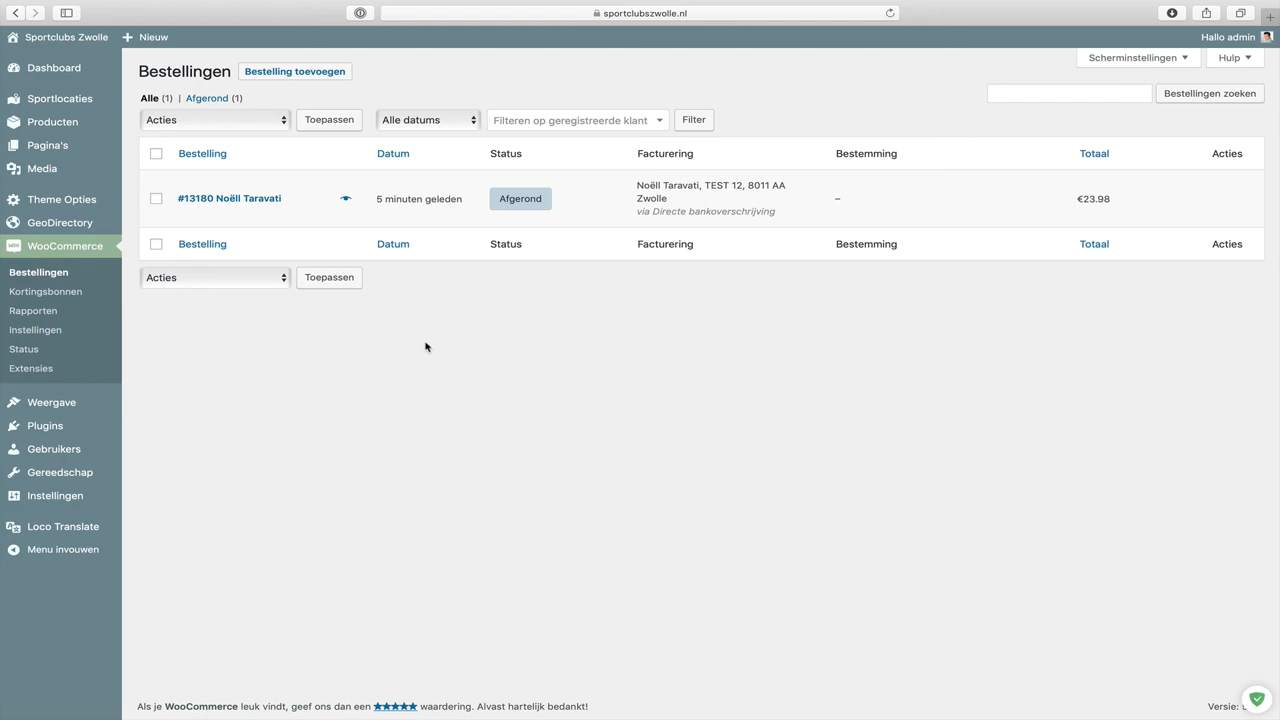 sportclubszwolle.nl
Sportclubs Zwolle
Nieuw
Hallo admin
Dashboard
Sportlocaties
Producten
Pagina's
Media
Theme Opties
GeoDirectory
WooCommerce
Bestellingen
Kortingsbonnen
Rapporten
Instellingen
Status
Extensies
Weergave
Plugins
Gebruikers
Gereedschap
Instellingen
Loco Translate
Menu invouwen
Scherminstellingen
Hulp
Bestellingen
Bestelling toevoegen
Alle (1) | Afgerond (1)
Bestellingen zoeken
Acties
Toepassen
Alle datums
Filteren op geregistreerde klant
Filter
Bestelling Datum Status Facturering Bestemming Totaal Acties
#13180 Noëll Taravati
5 minuten geleden
Afgerond
Noëll Taravati, TEST 12, 8011 AA
Zwolle
via Directe bankoverschrijving
–
€23.98
Bestelling Datum Status Facturering Bestemming Totaal Acties
Acties
Toepassen
Als je WooCommerce leuk vindt, geef ons dan een ★★★★★ waardering. Alvast hartelijk bedankt!
Versie: